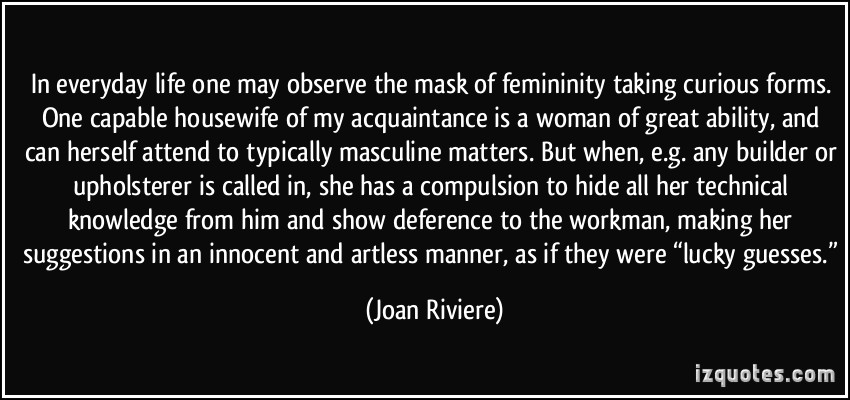 In everyday life one may observe the mask of femininity taking curious forms.
One capable housewife of my acquaintance is a woman of great ability, and
can herself attend to typically masculine matters. But when, e.g. any builder or
upholsterer is called in, she has a compulsion to hide all her technical
knowledge from him and show deference to the workman, making her
suggestions in an innocent and artless manner, as if they were “lucky guesses.”
(Joan Riviere)
izquotes.com